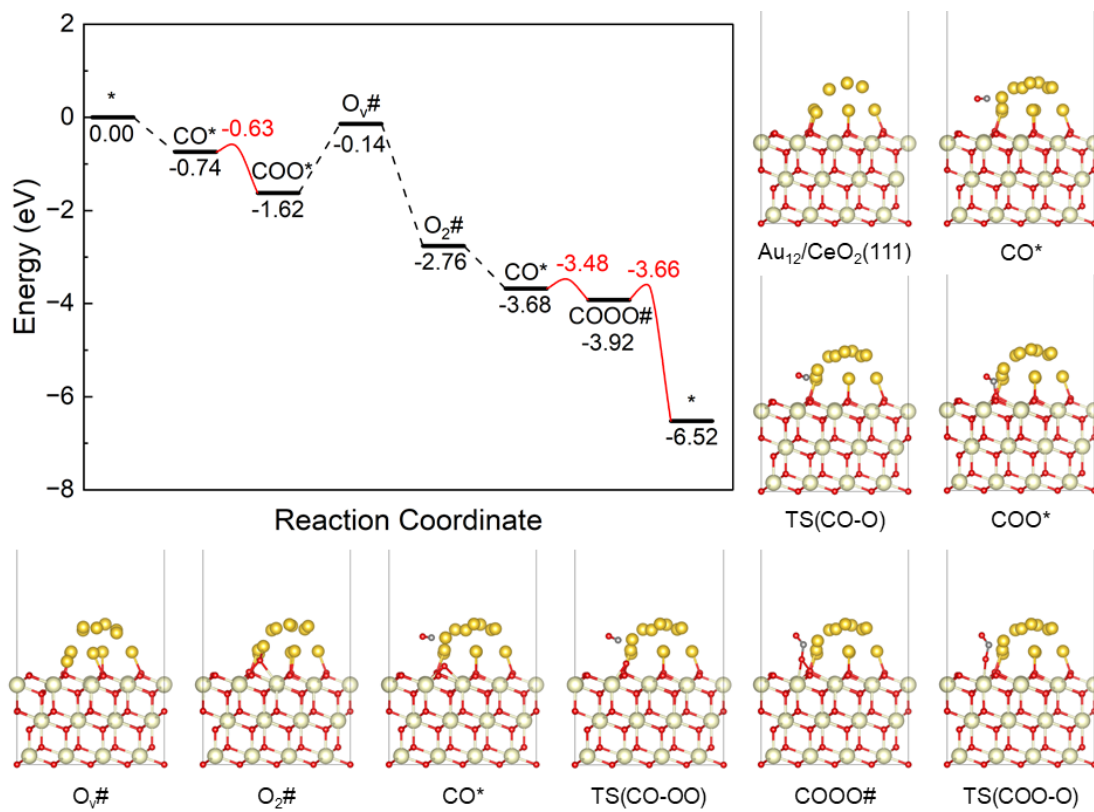 2
0
−2
−4
−6
−8
Energy (eV)
Reaction Coordinate
*
0.00
CO*
-0.74
-0.63
COO*
-1.62
Oᵥ#
-0.14
O₂#
-2.76
CO*
-3.68
-3.48
COOO#
-3.92
-3.66
*
-6.52
Au₁₂/CeO₂(111)
CO*
TS(CO-O)
COO*
Oᵥ#
O₂#
CO*
TS(CO-OO)
COOO#
TS(COO-O)